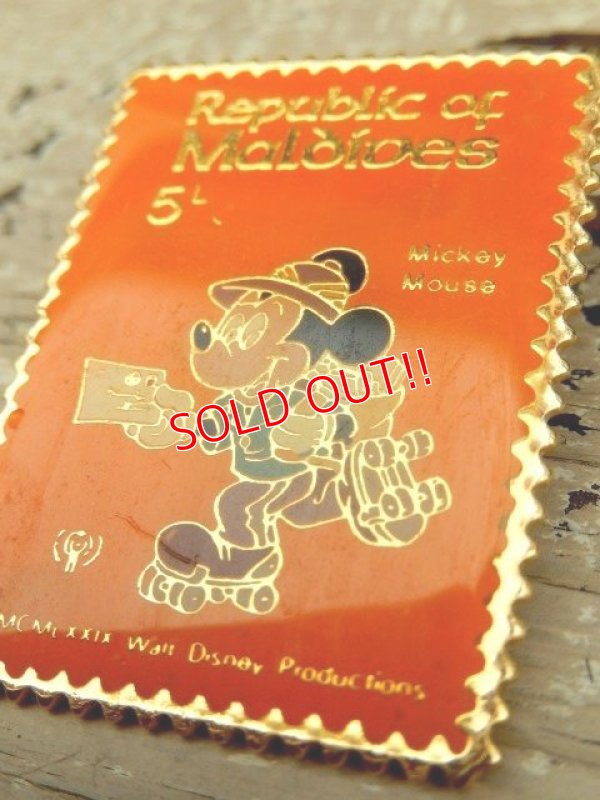 Republic of
Maldives
5L
Mickey
Mouse
SOLD OUT!!
MCMLXXIX Walt Disney Productions